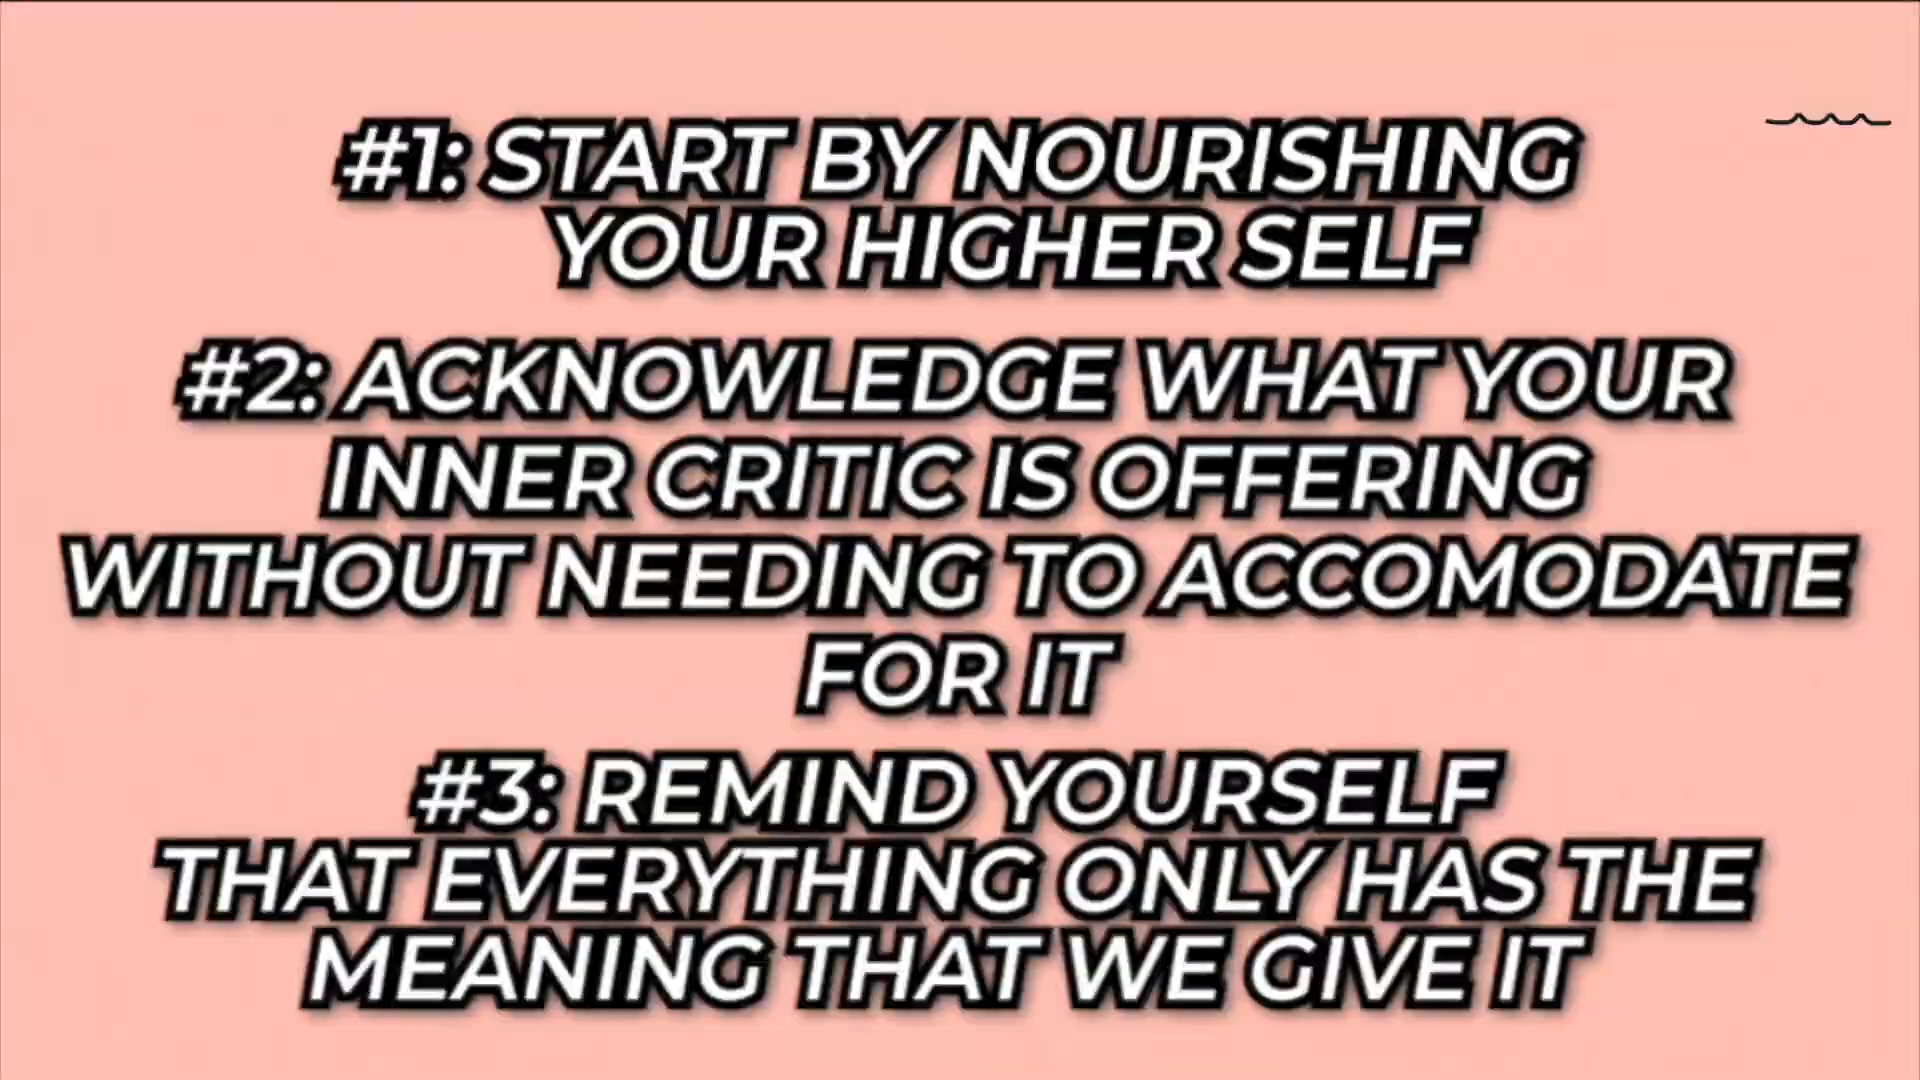 #1: START BY NOURISHING
YOUR HIGHER SELF
#2: ACKNOWLEDGE WHAT YOUR
INNER CRITIC IS OFFERING
WITHOUT NEEDING TO ACCOMODATE
FOR IT
#3: REMIND YOURSELF
THAT EVERYTHING ONLY HAS THE
MEANING THAT WE GIVE IT